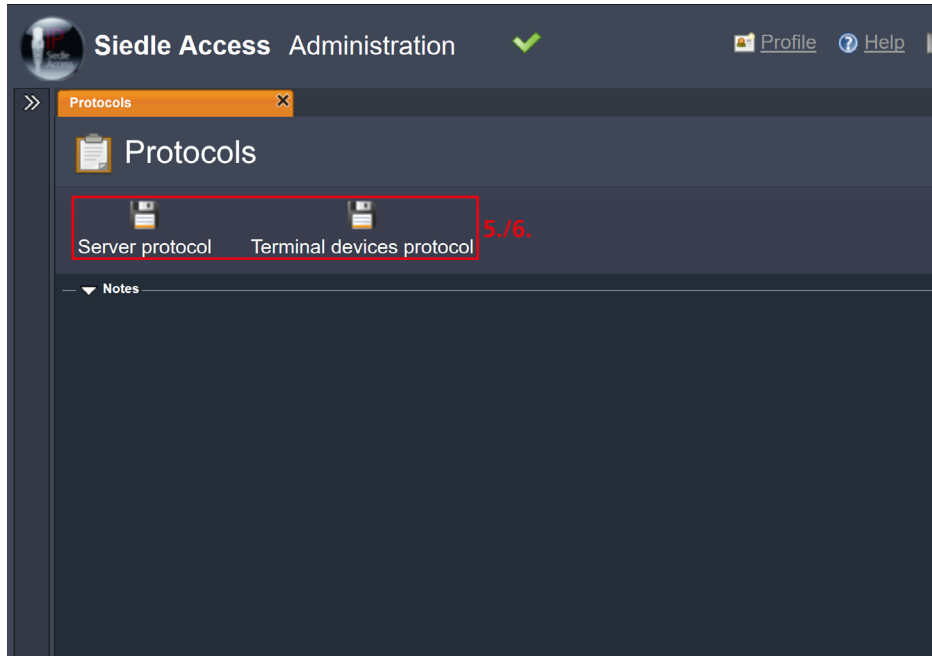 Siedle Access Administration
Profile Help
Protocols
Protocols
Server protocol Terminal devices protocol 5./6.
Notes